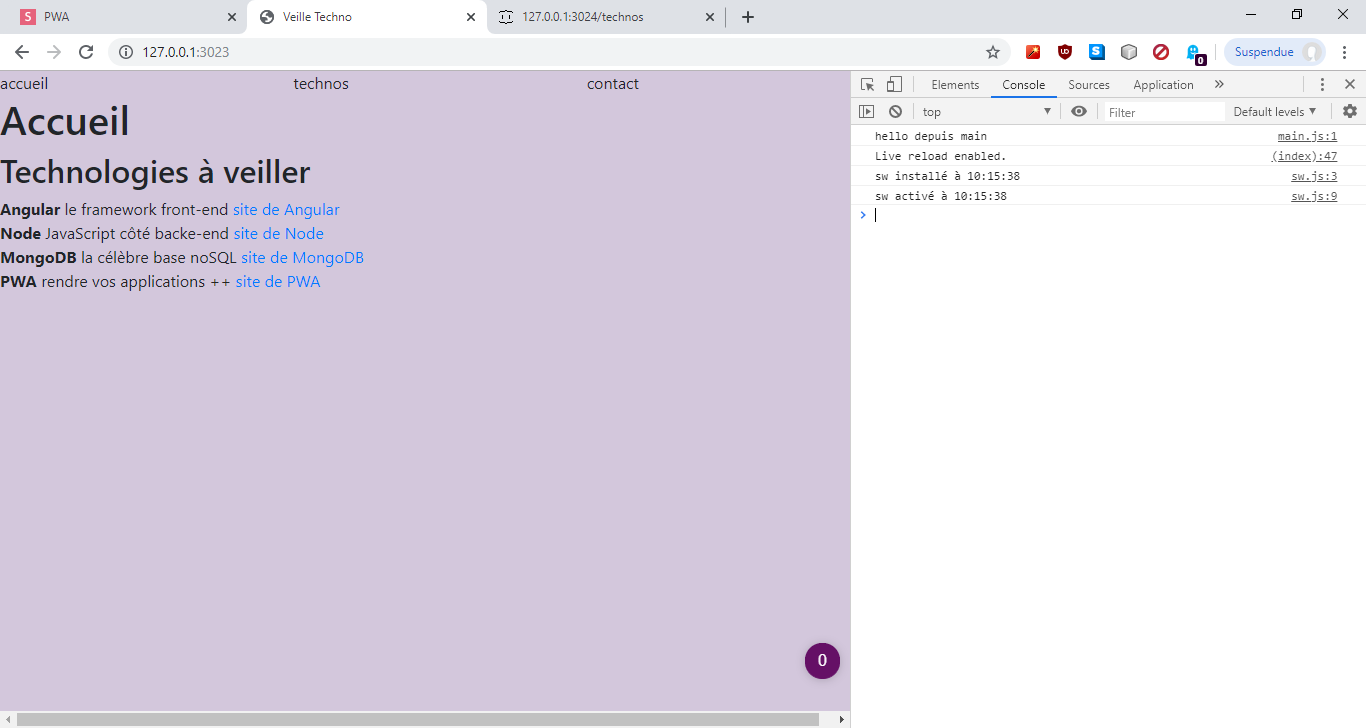 PWA
Veille Techno
127.0.0.1:3024/technos
127.0.0.1:3023
Suspendue
0
accueil technos contact
Accueil
Technologies à veiller
Angular le framework front-end site de Angular
Node JavaScript côté backe-end site de Node
MongoDB la célèbre base noSQL site de MongoDB
PWA rendre vos applications ++ site de PWA
0
Elements Console Sources Application »
top Filter Default levels
hello depuis main main.js:1
Live reload enabled. (index):47
sw installé à 10:15:38 sw.js:3
sw activé à 10:15:38 sw.js:9
>